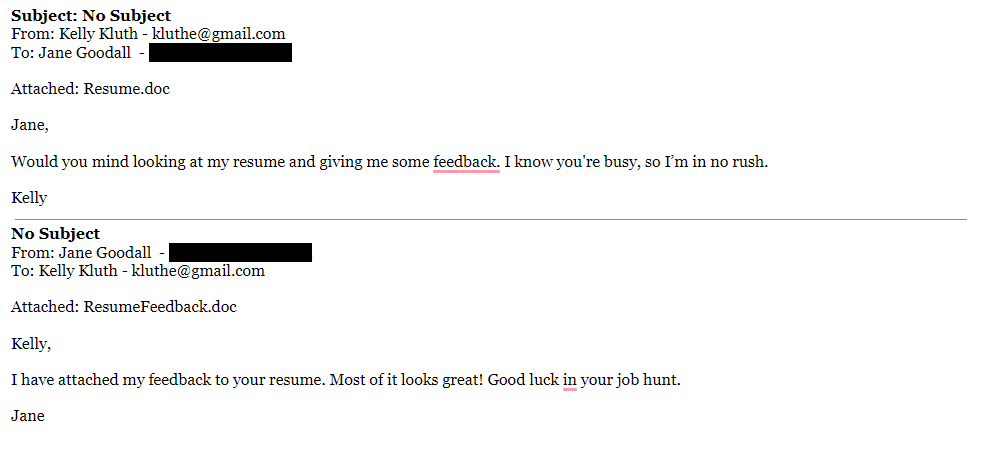 Subject: No Subject
From: Kelly Kluth - kluthe@gmail.com
To: Jane Goodall -
Attached: Resume.doc
Jane,
Would you mind looking at my resume and giving me some feedback. I know you're busy, so I’m in no rush.
Kelly
No Subject
From: Jane Goodall -
To: Kelly Kluth - kluthe@gmail.com
Attached: ResumeFeedback.doc
Kelly,
I have attached my feedback to your resume. Most of it looks great! Good luck in your job hunt.
Jane